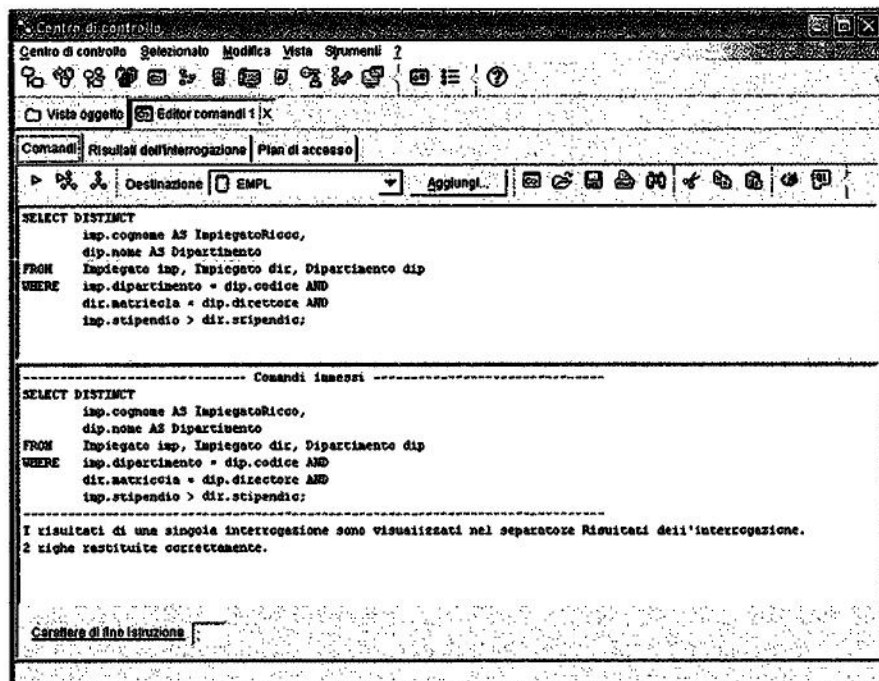 Centro di controllo
Centro di controllo Selezionato Modifica Vista Strumenti ?
Vista oggetto Editor comandi 1 X
Comandi Risultati dell'interrogazione Plan di accesso
Destinazione EMPL Aggiungi...
SELECT DISTINCT
imp.cognome AS ImpiegatoRicco,
dip.nome AS Dipartimento
FROM Impiegato imp, Impiegato dir, Dipartimento dip
WHERE imp.dipartimento = dip.codice AND
dir.matricola = dip.direttore AND
imp.stipendio > dir.stipendio;
Comandi immessi
SELECT DISTINCT
imp.cognome AS ImpiegatoRicco,
dip.nome AS Dipartimento
FROM Impiegato imp, Impiegato dir, Dipartimento dip
WHERE imp.dipartimento = dip.codice AND
dir.matricola = dip.direttore AND
imp.stipendio > dir.stipendio;
I risultati di una singola interrogazione sono visualizzati nel separatore Risultati dell'interrogazione.
2 righe restituite correttamente.
Carattere di fine istruzione ;